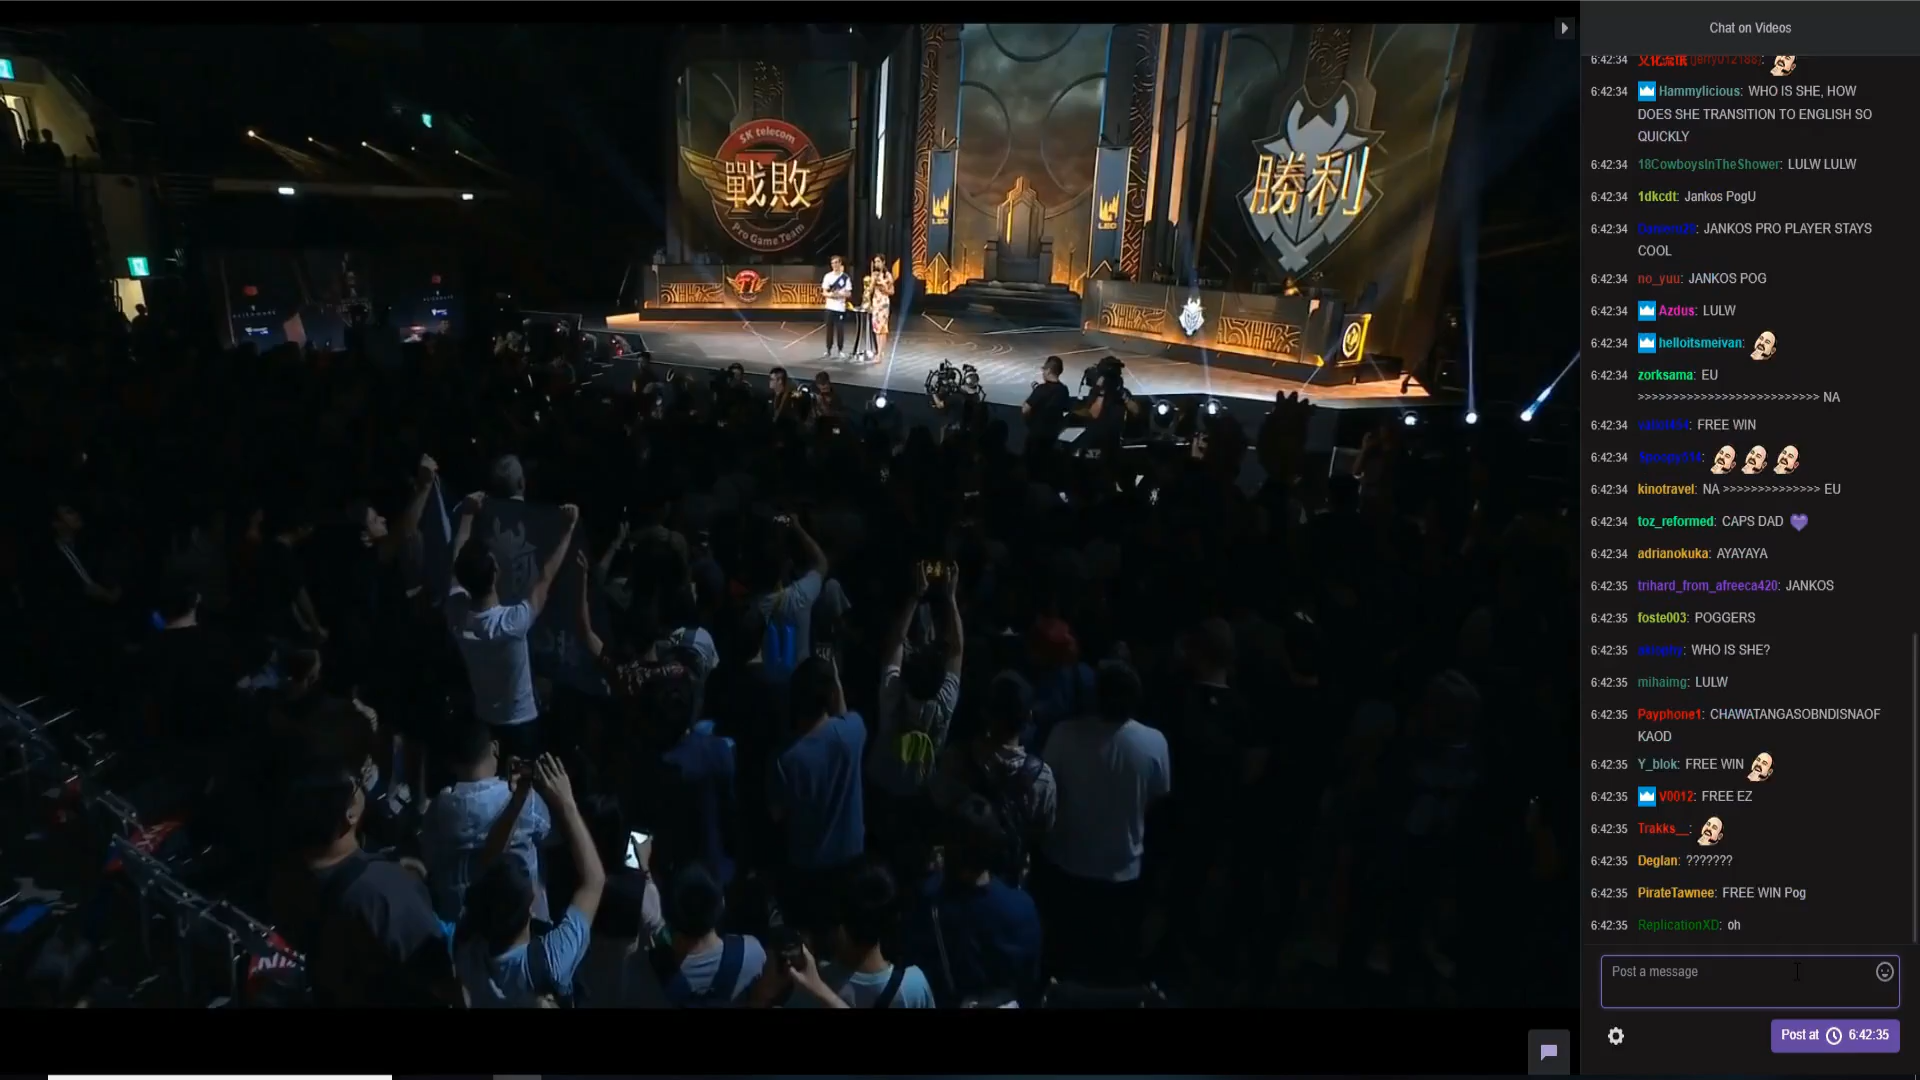 Chat on Videos
SK telecom
戰敗
Pro Game Team
勝利
6:42:34 (jerry012188):
6:42:34 Hammylicious: WHO IS SHE, HOW
DOES SHE TRANSITION TO ENGLISH SO
QUICKLY
6:42:34 18CowboysInTheShower: LULW LULW
6:42:34 1dkcdt: Jankos PogU
6:42:34 : JANKOS PRO PLAYER STAYS
COOL
6:42:34 no_yuu: JANKOS POG
6:42:34 Azdus: LULW
6:42:34 helloitsmeivan:
zorksama: EU
>>>>>>>>>>>>>>>>>>>>>>>>>> NA
6:42:34 : FREE WIN
6:42:34
6:42:34 kinotravel: NA >>>>>>>>>>>>>> EU
6:42:34 toz_reformed: CAPS DAD
6:42:34 adrianokuka: AYAYAYA
6:42:35 trihard_from_afreeca420: JANKOS
6:42:35 foste003: POGGERS
6:42:35 : WHO IS SHE?
6:42:35 mihaimg: LULW
6:42:35 Payphone1: CHAWATANGASOBNDISNAOF
KAOD
6:42:35 Y_blok: FREE WIN
6:42:35 V0012: FREE EZ
6:42:35 Trakks__:
6:42:35 Deglan: ???????
6:42:35 PirateTawnee: FREE WIN Pog
6:42:35 ReplicationXD: oh
Post a message
Post at 6:42:35